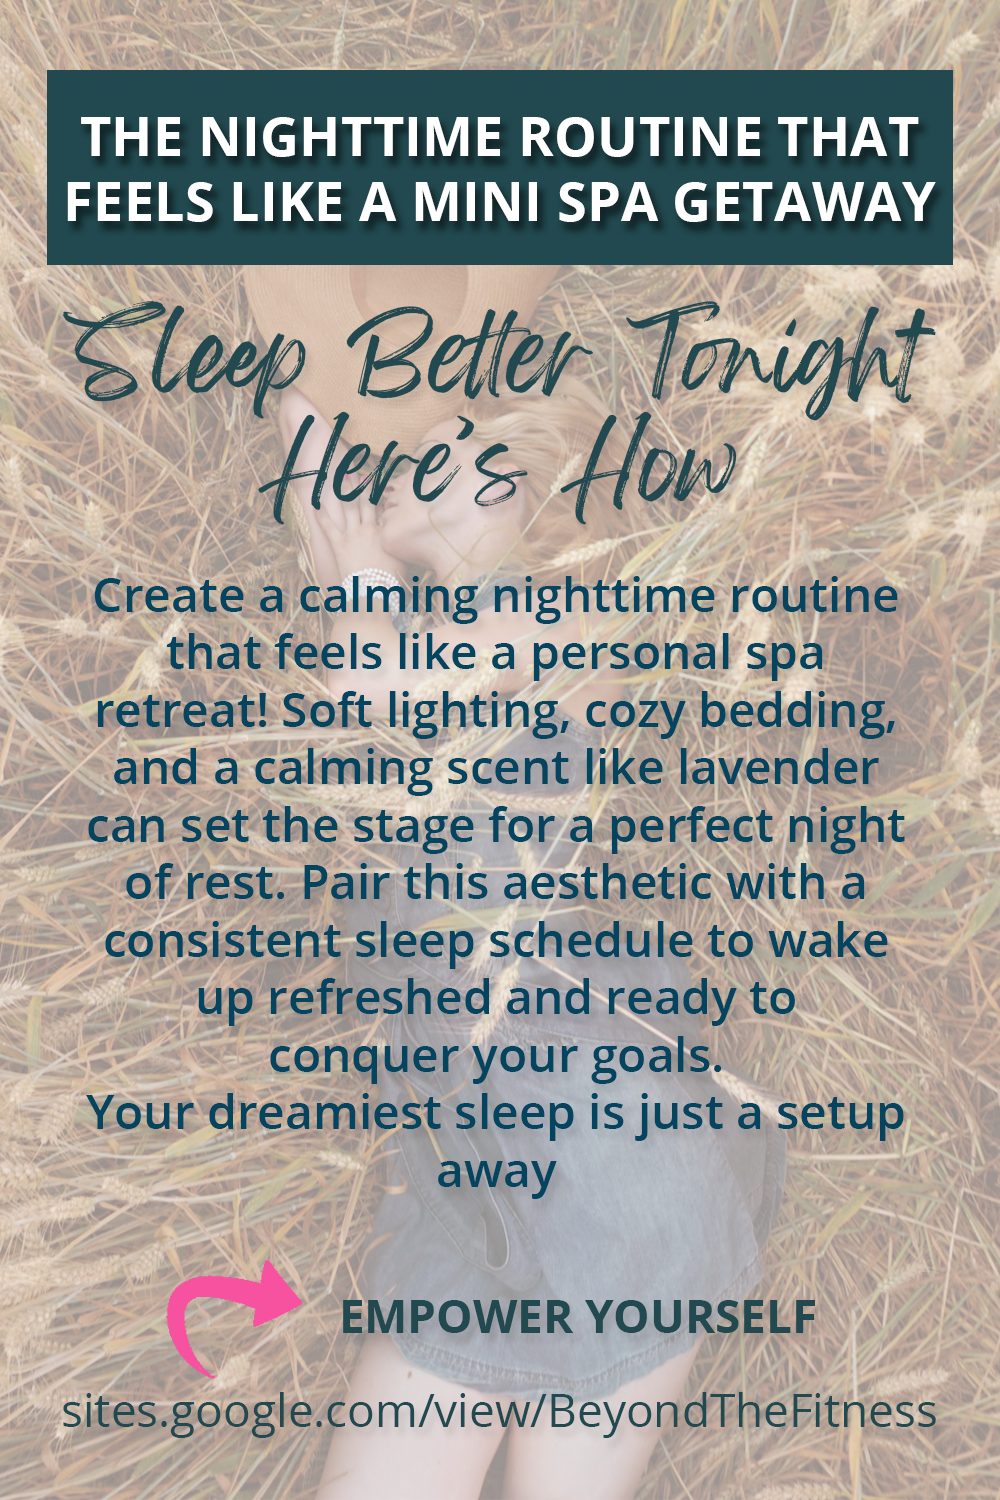 THE NIGHTTIME ROUTINE THAT
FEELS LIKE A MINI SPA GETAWAY
Sleep Better Tonight
Here's How
Create a calming nighttime routine
that feels like a personal spa
retreat! Soft lighting, cozy bedding,
and a calming scent like lavender
can set the stage for a perfect night
of rest. Pair this aesthetic with a
consistent sleep schedule to wake
up refreshed and ready to
conquer your goals.
Your dreamiest sleep is just a setup
away
EMPOWER YOURSELF
sites.google.com/view/BeyondTheFitness